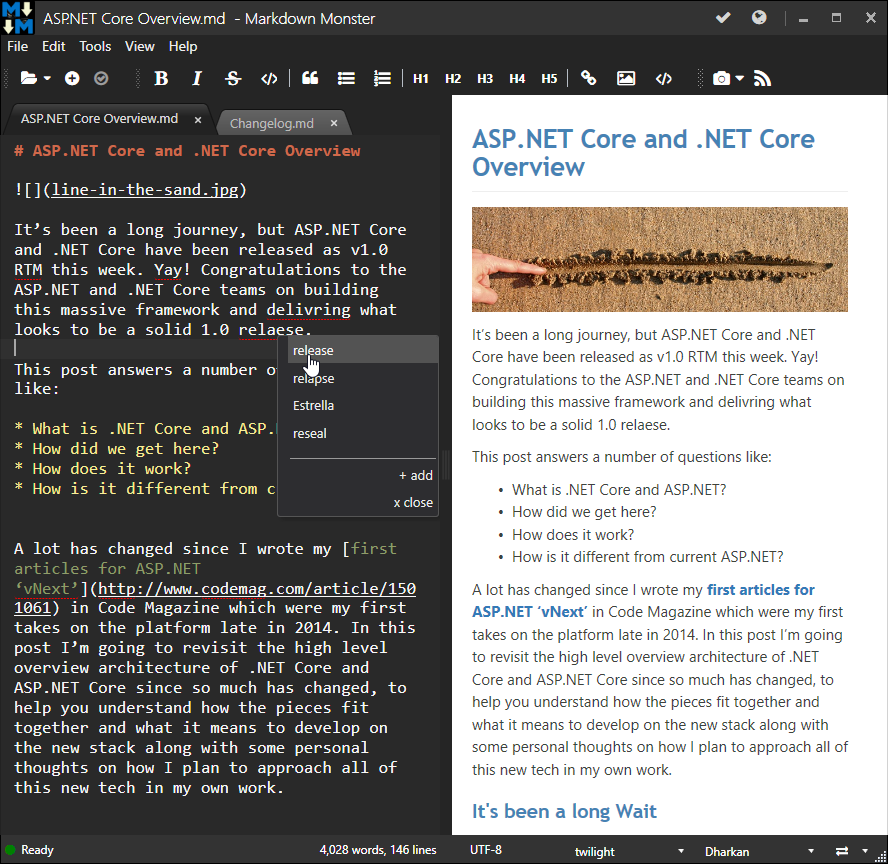 ASP.NET Core Overview.md - Markdown Monster
File Edit Tools View Help
B I S </> H1 H2 H3 H4 H5 </>
ASP.NET Core Overview.md × Changelog.md ×
# ASP.NET Core and .NET Core Overview
![](line-in-the-sand.jpg)
It’s been a long journey, but ASP.NET Core
and .NET Core have been released as v1.0
RTM this week. Yay! Congratulations to the
ASP.NET and .NET Core teams on building
this massive framework and delivring what
looks to be a solid 1.0 relaese.
This post answers a number o
like:
* What is .NET Core and ASP.
* How did we get here?
* How does it work?
* How is it different from c
release
relapse
Estrella
reseal
+ add
x close
A lot has changed since I wrote my [first
articles for ASP.NET
‘vNext’](http://www.codemag.com/article/150
1061) in Code Magazine which were my first
takes on the platform late in 2014. In this
post I’m going to revisit the high level
overview architecture of .NET Core and
ASP.NET Core since so much has changed, to
help you understand how the pieces fit
together and what it means to develop on
the new stack along with some personal
thoughts on how I plan to approach all of
this new tech in my own work.
ASP.NET Core and .NET Core
Overview
It’s been a long journey, but ASP.NET Core and .NET
Core have been released as v1.0 RTM this week. Yay!
Congratulations to the ASP.NET and .NET Core teams on
building this massive framework and delivring what
looks to be a solid 1.0 relaese.
This post answers a number of questions like:
• What is .NET Core and ASP.NET?
• How did we get here?
• How does it work?
• How is it different from current ASP.NET?
A lot has changed since I wrote my first articles for
ASP.NET ‘vNext’ in Code Magazine which were my first
takes on the platform late in 2014. In this post I’m going
to revisit the high level overview architecture of .NET
Core and ASP.NET Core since so much has changed, to
help you understand how the pieces fit together and
what it means to develop on the new stack along with
some personal thoughts on how I plan to approach all of
this new tech in my own work.
It's been a long Wait
Ready 4,028 words, 146 lines UTF-8 twilight Dharkan